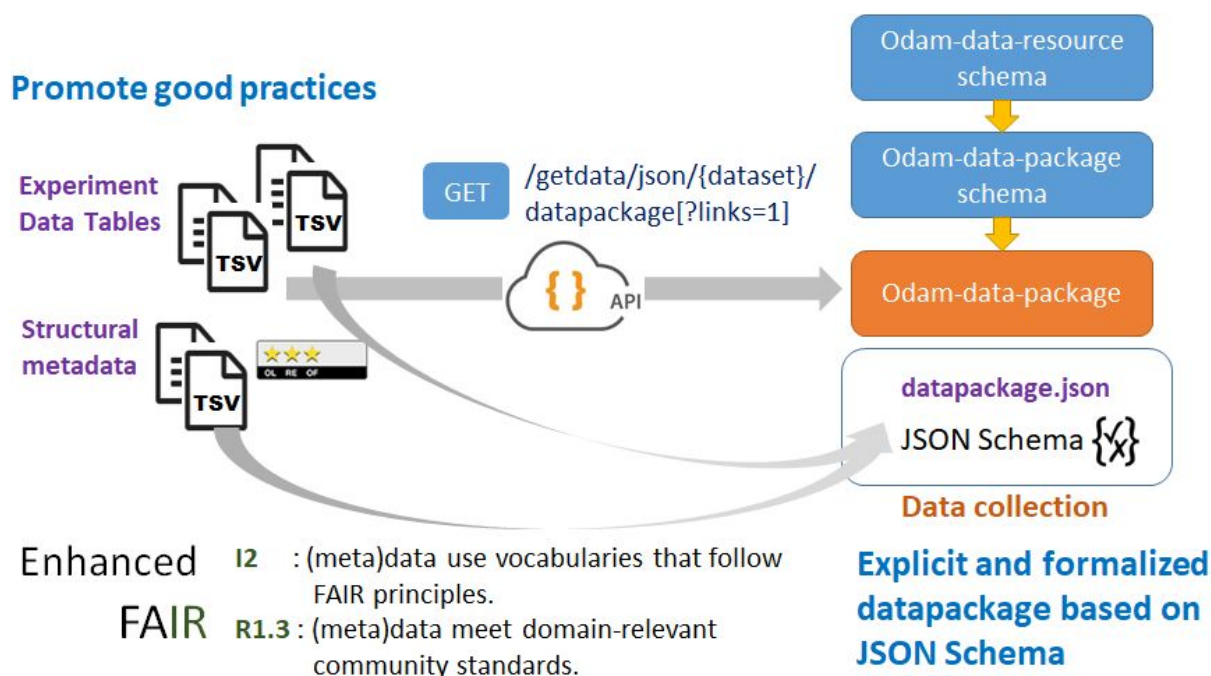 Promote good practices
Experiment
Data Tables
TSV
TSV
Structural
metadata
TSV
OL RE OF
GET
/getdata/json/{dataset}/
datapackage[?links=1]
{ }
API
Odam-data-resource
schema
Odam-data-package
schema
Odam-data-package
datapackage.json
JSON Schema
Data collection
Explicit and formalized
datapackage based on
JSON Schema
Enhanced
FAIR
I2 : (meta)data use vocabularies that follow
FAIR principles.
R1.3 : (meta)data meet domain-relevant
community standards.